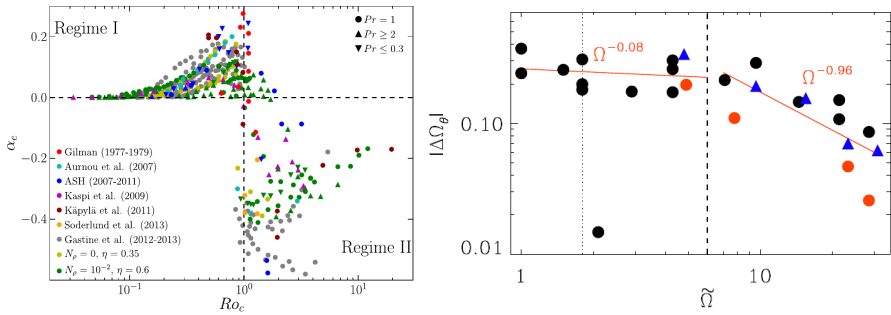 Regime I
Pr = 1
Pr ≥ 2
Pr ≤ 0.3
0.2
0.0
−0.2
−0.4
α_e
Gilman (1977-1979)
Aurnou et al. (2007)
ASH (2007-2011)
Kaspi et al. (2009)
Käpylä et al. (2011)
Soderlund et al. (2013)
Gastine et al. (2012-2013)
N_ρ = 0, η = 0.35
N_ρ = 10^{-2}, η = 0.6
Regime II
10^{-1}
10^{0}
10^{1}
Ro_c
Ω^{-0.08}
Ω^{-0.96}
0.10
0.01
|ΔΩ_θ|
1
10
Ω̃